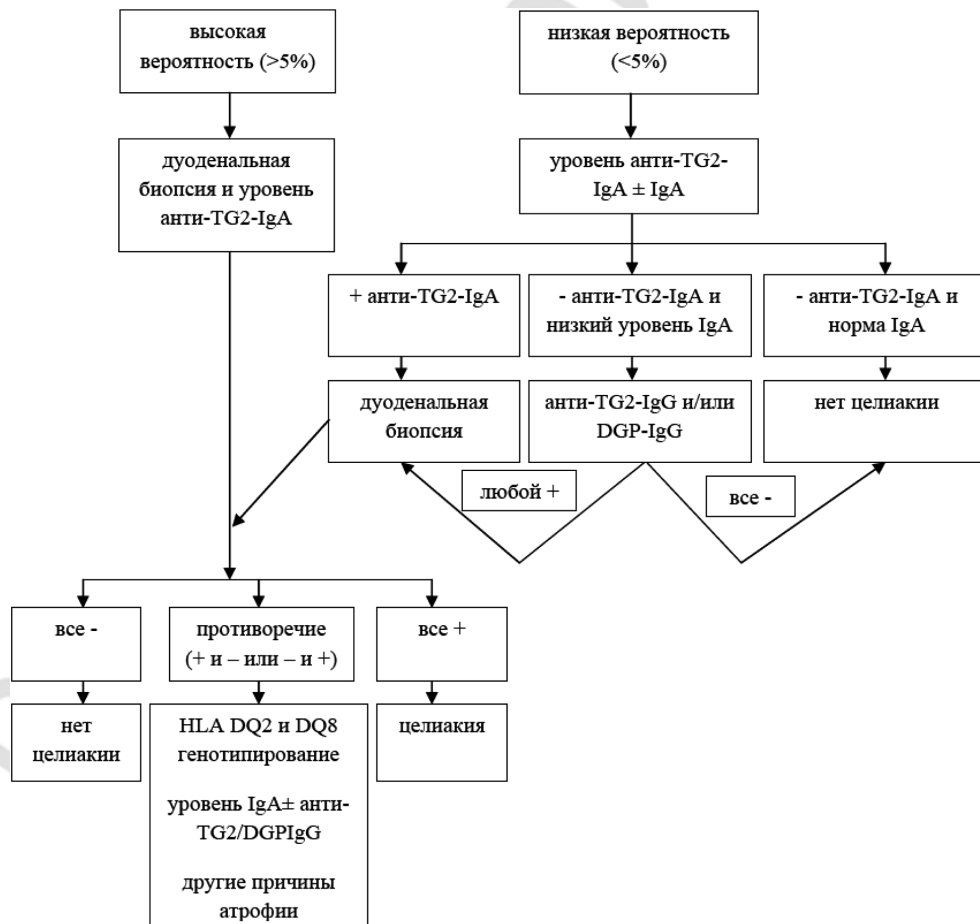 высокая
вероятность (>5%)
низкая вероятность
(<5%)
дуоденальная
биопсия и уровень
анти-TG2-IgA
уровень анти-TG2-
IgA ± IgA
+ анти-TG2-IgA
- анти-TG2-IgA и
низкий уровень IgA
- анти-TG2-IgA и
норма IgA
дуоденальная
биопсия
анти-TG2-IgG и/или
DGP-IgG
нет целиакии
любой +
все -
все -
противоречие
(+ и – или – и +)
все +
нет
целиакии
HLA DQ2 и DQ8
генотипирование
уровень IgA± анти-
TG2/DGPIgG
другие причины
атрофии
целиакия